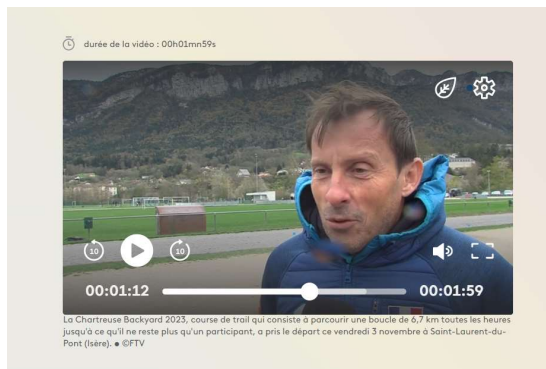 durée de la vidéo : 00h01mn59s
10
10
00:01:12
00:01:59
La Chartreuse Backyard 2023, course de trail qui consiste à parcourir une boucle de 6,7 km toutes les heures
jusqu'à ce qu'il ne reste plus qu'un participant, a pris le départ ce vendredi 3 novembre à Saint-Laurent-du-
Pont (Isère). • ©FTV